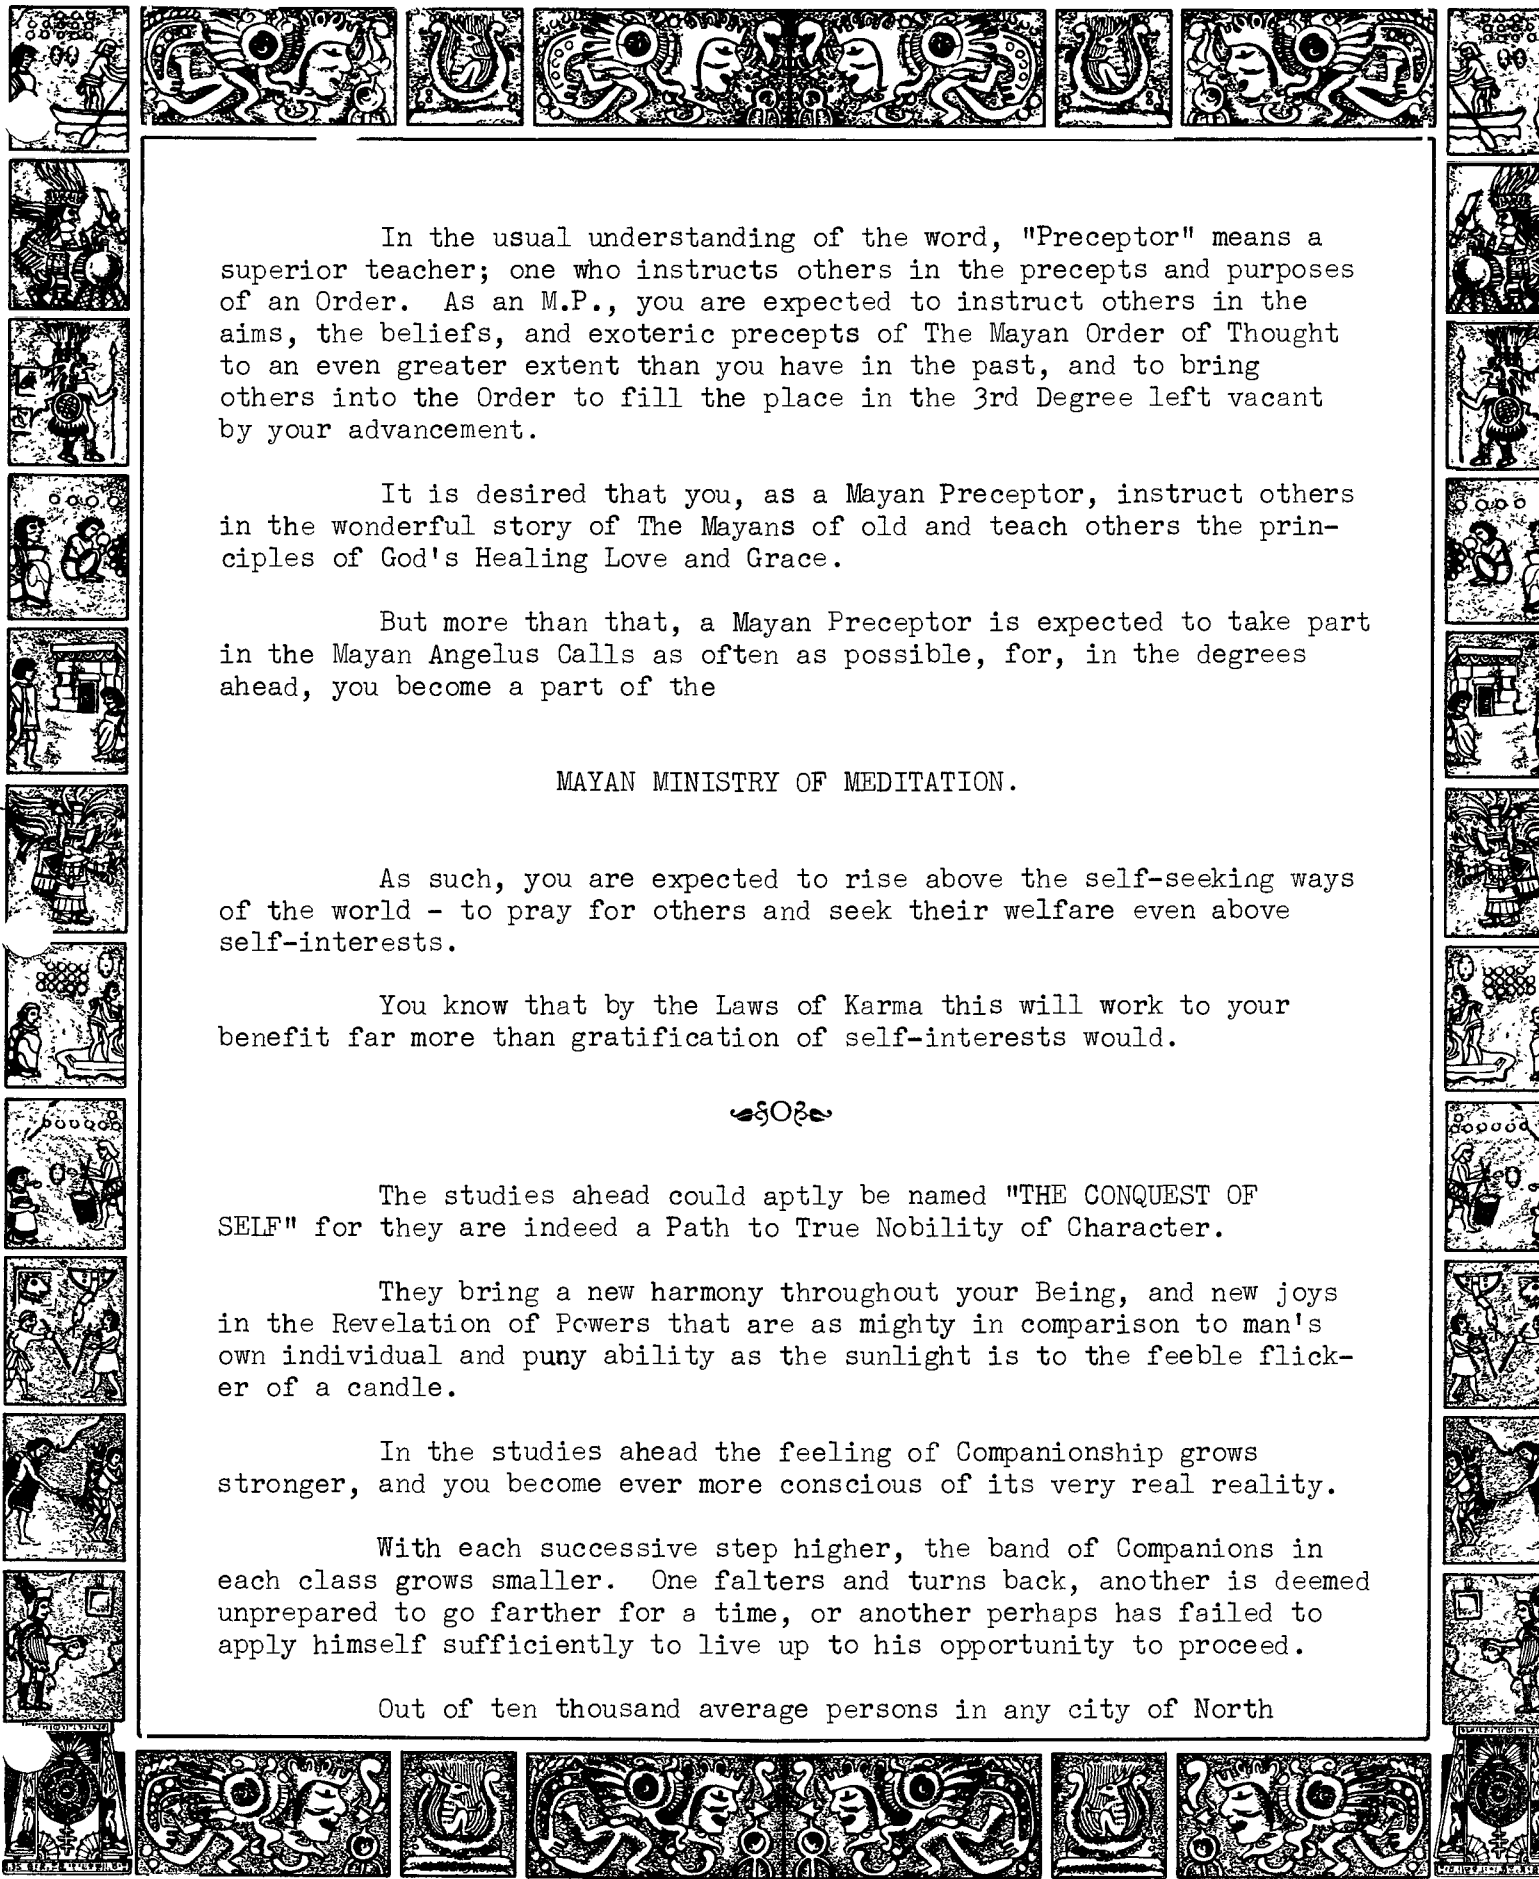 In the usual understanding of the word, "Preceptor" means a
superior teacher; one who instructs others in the precepts and purposes
of an Order. As an M.P., you are expected to instruct others in the
aims, the beliefs, and exoteric precepts of The Mayan Order of Thought
to an even greater extent than you have in the past, and to bring
others into the Order to fill the place in the 3rd Degree left vacant
by your advancement.
It is desired that you, as a Mayan Preceptor, instruct others
in the wonderful story of The Mayans of old and teach others the prin-
ciples of God's Healing Love and Grace.
But more than that, a Mayan Preceptor is expected to take part
in the Mayan Angelus Calls as often as possible, for, in the degrees
ahead, you become a part of the
MAYAN MINISTRY OF MEDITATION.
As such, you are expected to rise above the self-seeking ways
of the world - to pray for others and seek their welfare even above
self-interests.
You know that by the Laws of Karma this will work to your
benefit far more than gratification of self-interests would.
The studies ahead could aptly be named "THE CONQUEST OF
SELF" for they are indeed a Path to True Nobility of Character.
They bring a new harmony throughout your Being, and new joys
in the Revelation of Powers that are as mighty in comparison to man's
own individual and puny ability as the sunlight is to the feeble flick-
er of a candle.
In the studies ahead the feeling of Companionship grows
stronger, and you become ever more conscious of its very real reality.
With each successive step higher, the band of Companions in
each class grows smaller. One falters and turns back, another is deemed
unprepared to go farther for a time, or another perhaps has failed to
apply himself sufficiently to live up to his opportunity to proceed.
Out of ten thousand average persons in any city of North